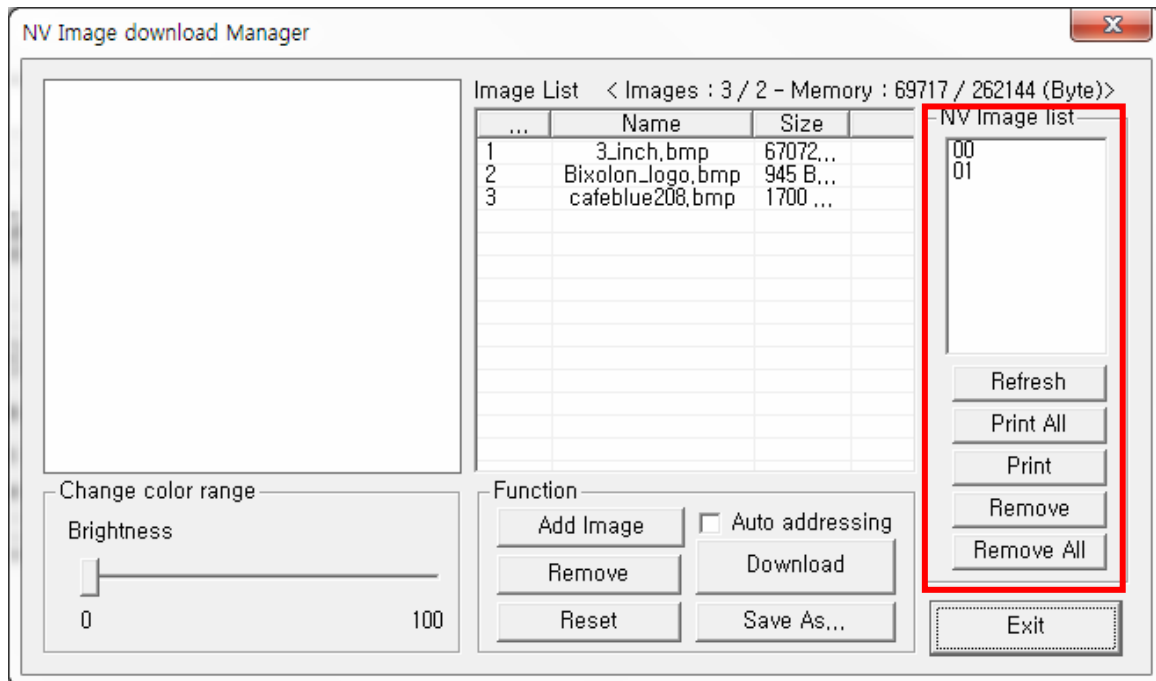 NV Image download Manager
Image List < Images : 3 / 2 - Memory : 69717 / 262144 (Byte)>
... Name Size
1 3_inch.bmp 67072...
2 Bixolon_logo.bmp 945 B...
3 cafeblue208.bmp 1700 ...
NV Image list
00
01
Refresh
Print All
Print
Remove
Remove All
Change color range
Brightness
0 100
Function
Add Image Auto addressing
Remove Download
Reset Save As...
Exit